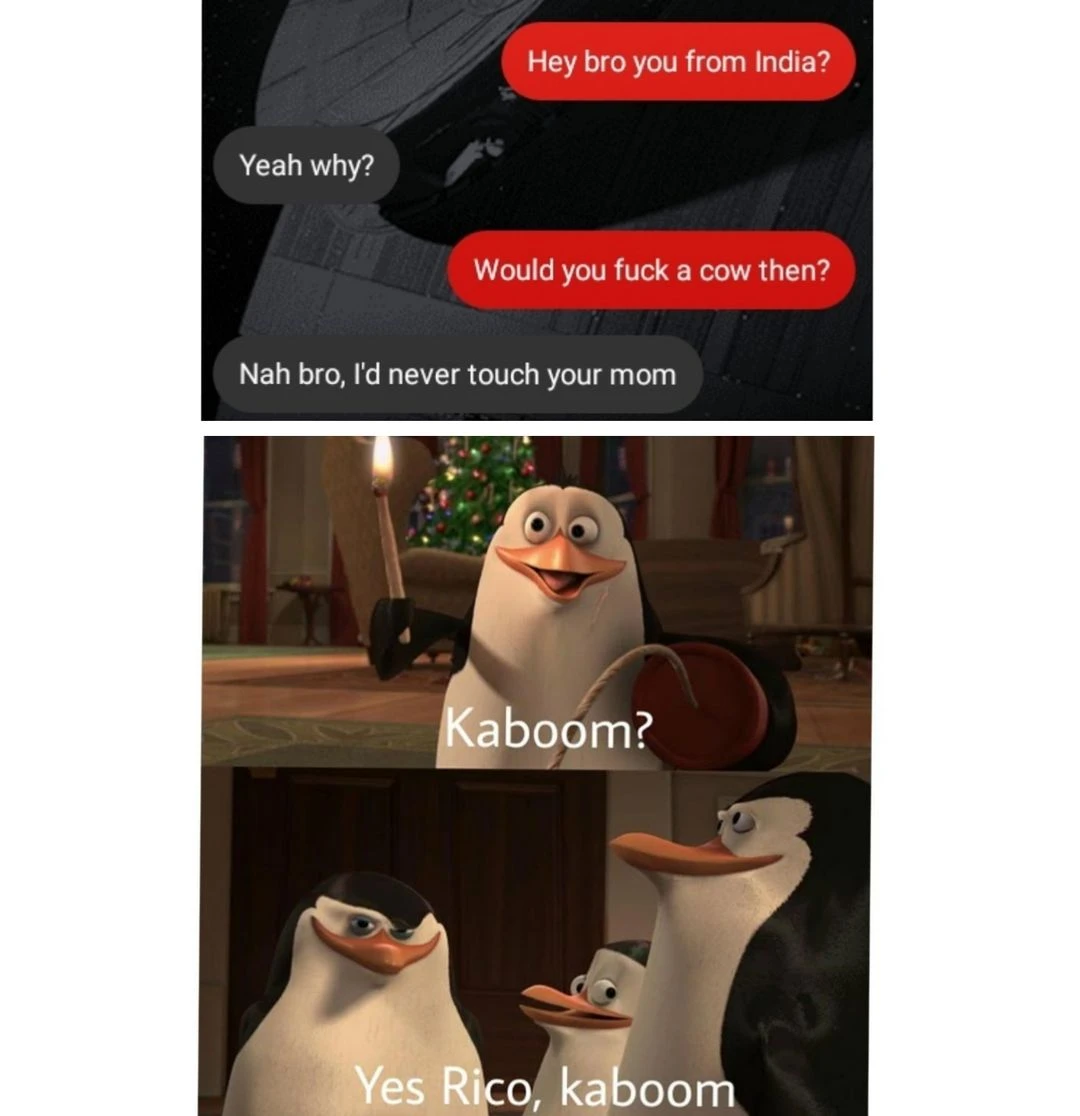 Hey bro you from India?
Yeah why?
Would you fuck a cow then?
Nah bro, I'd never touch your mom
Kaboom?
Yes Rico, kaboom